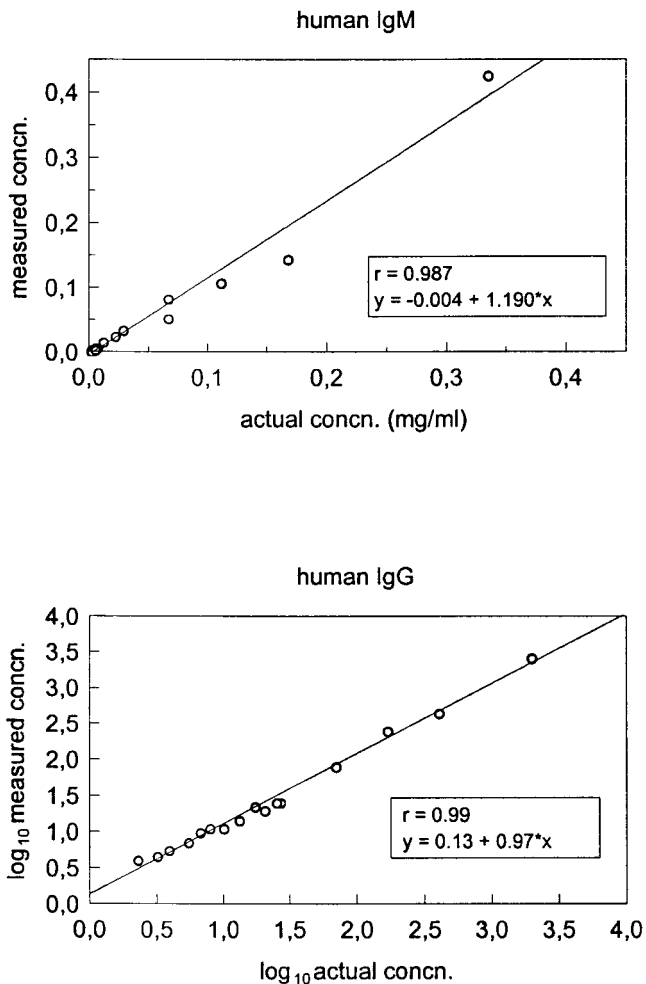 human IgM
measured concn.
0,4
0,3
0,2
0,1
0,0
r = 0.987
y = -0.004 + 1.190*x
0,0 0,1 0,2 0,3 0,4
actual concn. (mg/ml)
human IgG
log10 measured concn.
4,0
3,5
3,0
2,5
2,0
1,5
1,0
0,5
0,0
r = 0.99
y = 0.13 + 0.97*x
0,0 0,5 1,0 1,5 2,0 2,5 3,0 3,5 4,0
log10 actual concn.